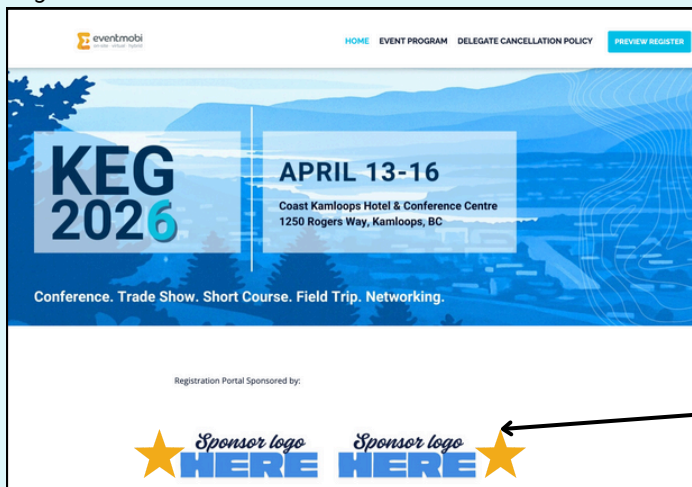 eventmobi
on-site virtual hybrid
HOME EVENT PROGRAM DELEGATE CANCELLATION POLICY PREVIEW REGISTER
KEG
2026
APRIL 13-16
Coast Kamloops Hotel & Conference Centre
1250 Rogers Way, Kamloops, BC
Conference. Trade Show. Short Course. Field Trip. Networking.
Registration Portal Sponsored by:
Sponsor logo
HERE
Sponsor logo
HERE